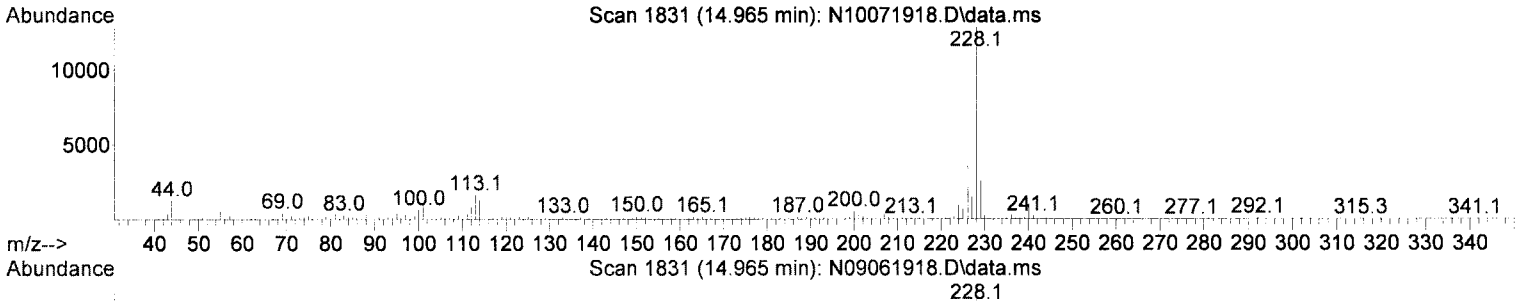 Abundance Scan 1831 (14.965 min): N10071918.D\data.ms
228.1
10000
5000
44.0 69.0 83.0 100.0 113.1 133.0 150.0 165.1 187.0 200.0 213.1 241.1 260.1 277.1 292.1 315.3 341.1
m/z--> 40 50 60 70 80 90 100 110 120 130 140 150 160 170 180 190 200 210 220 230 240 250 260 270 280 290 300 310 320 330 340
Abundance Scan 1831 (14.965 min): N09061918.D\data.ms
228.1